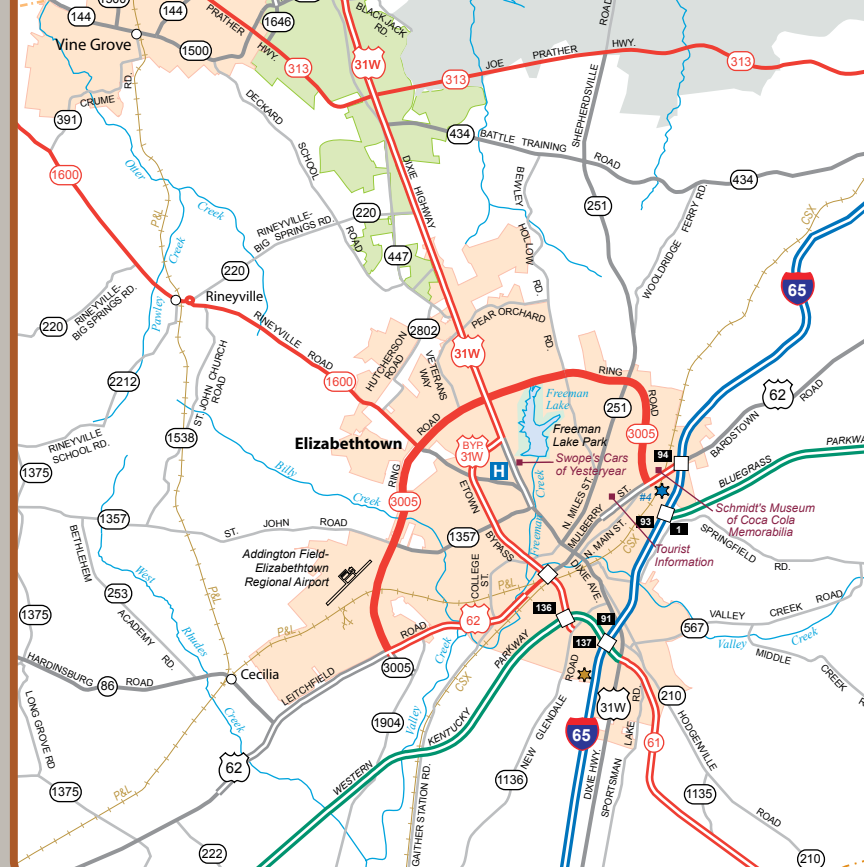 144
144
1646
1500
Vine Grove
1500
PRATHER
HWY.
313
BLACKJACK
RD.
31W
313
JOE PRATHER HWY.
313
ROAD
SHEPHERDSVILLE
CRUME
RD.
391
DECKARD
SCHOOL
ROAD
434
BATTLE TRAINING ROAD
434
1600
Otter
Creek
P&L
DIXIE HIGHWAY
BEWLEY
HOLLOW
RD.
251
WOOLDRIDGE FERRY RD.
CSX
220
RINEYVILLE-
BIG SPRINGS RD.
447
220
65
Creek
Pawley
Rineyville
RINEYVILLE-
BIG SPRINGS RD.
220
RINEYVILLE ROAD
2802
PEAR ORCHARD
RD.
31W
HUTCHERSON
ROAD
VETERANS
WAY
ST. JOHN CHURCH
ROAD
2212
1600
RING
ROAD
62
BARDSTOWN ROAD
Freeman
Lake
251
RINEYVILLE
SCHOOL RD.
1538
ROAD
Elizabethtown
BYP.
31W
Freeman
Lake Park
3005
94
PARKWAY
BLUEGRASS
1375
Billy
Creek
RING
3005
H
Swope's Cars
of Yesteryear
#4
ETOWN
BYPASS
Creek
Freeman
N. MILES ST.
MULBERRY ST.
N. MAIN ST.
CSX
93
1
Schmidt's Museum
of Coca Cola
Memorabilia
1357
ST. JOHN ROAD
1357
Tourist
Information
SPRINGFIELD
RD.
BETHLEHEM
ACADEMY
RD.
West
Rhudes
Creek
253
P&L
Addington Field-
Elizabethtown
Regional Airport
COLLEGE
ST.
P&L
DIXIE AVE.
1375
P&L
ROAD
62
136
91
137
567
VALLEY CREEK ROAD
Valley
Creek
MIDDLE
CREEK
RD.
HARDINSBURG ROAD
86
Cecilia
LEITCHFIELD
3005
Creek
Valley
CSX
PARKWAY
ROAD
NEW GLENDALE
31W
210
LONG GROVE RD
1904
KENTUCKY
WESTERN
65
61
HODGENVILLE
ROAD
LAKE RD.
SPORTSMAN
DIXIE HWY.
62
1375
P&L
1136
1135
GAITHER STATION RD.
222
210